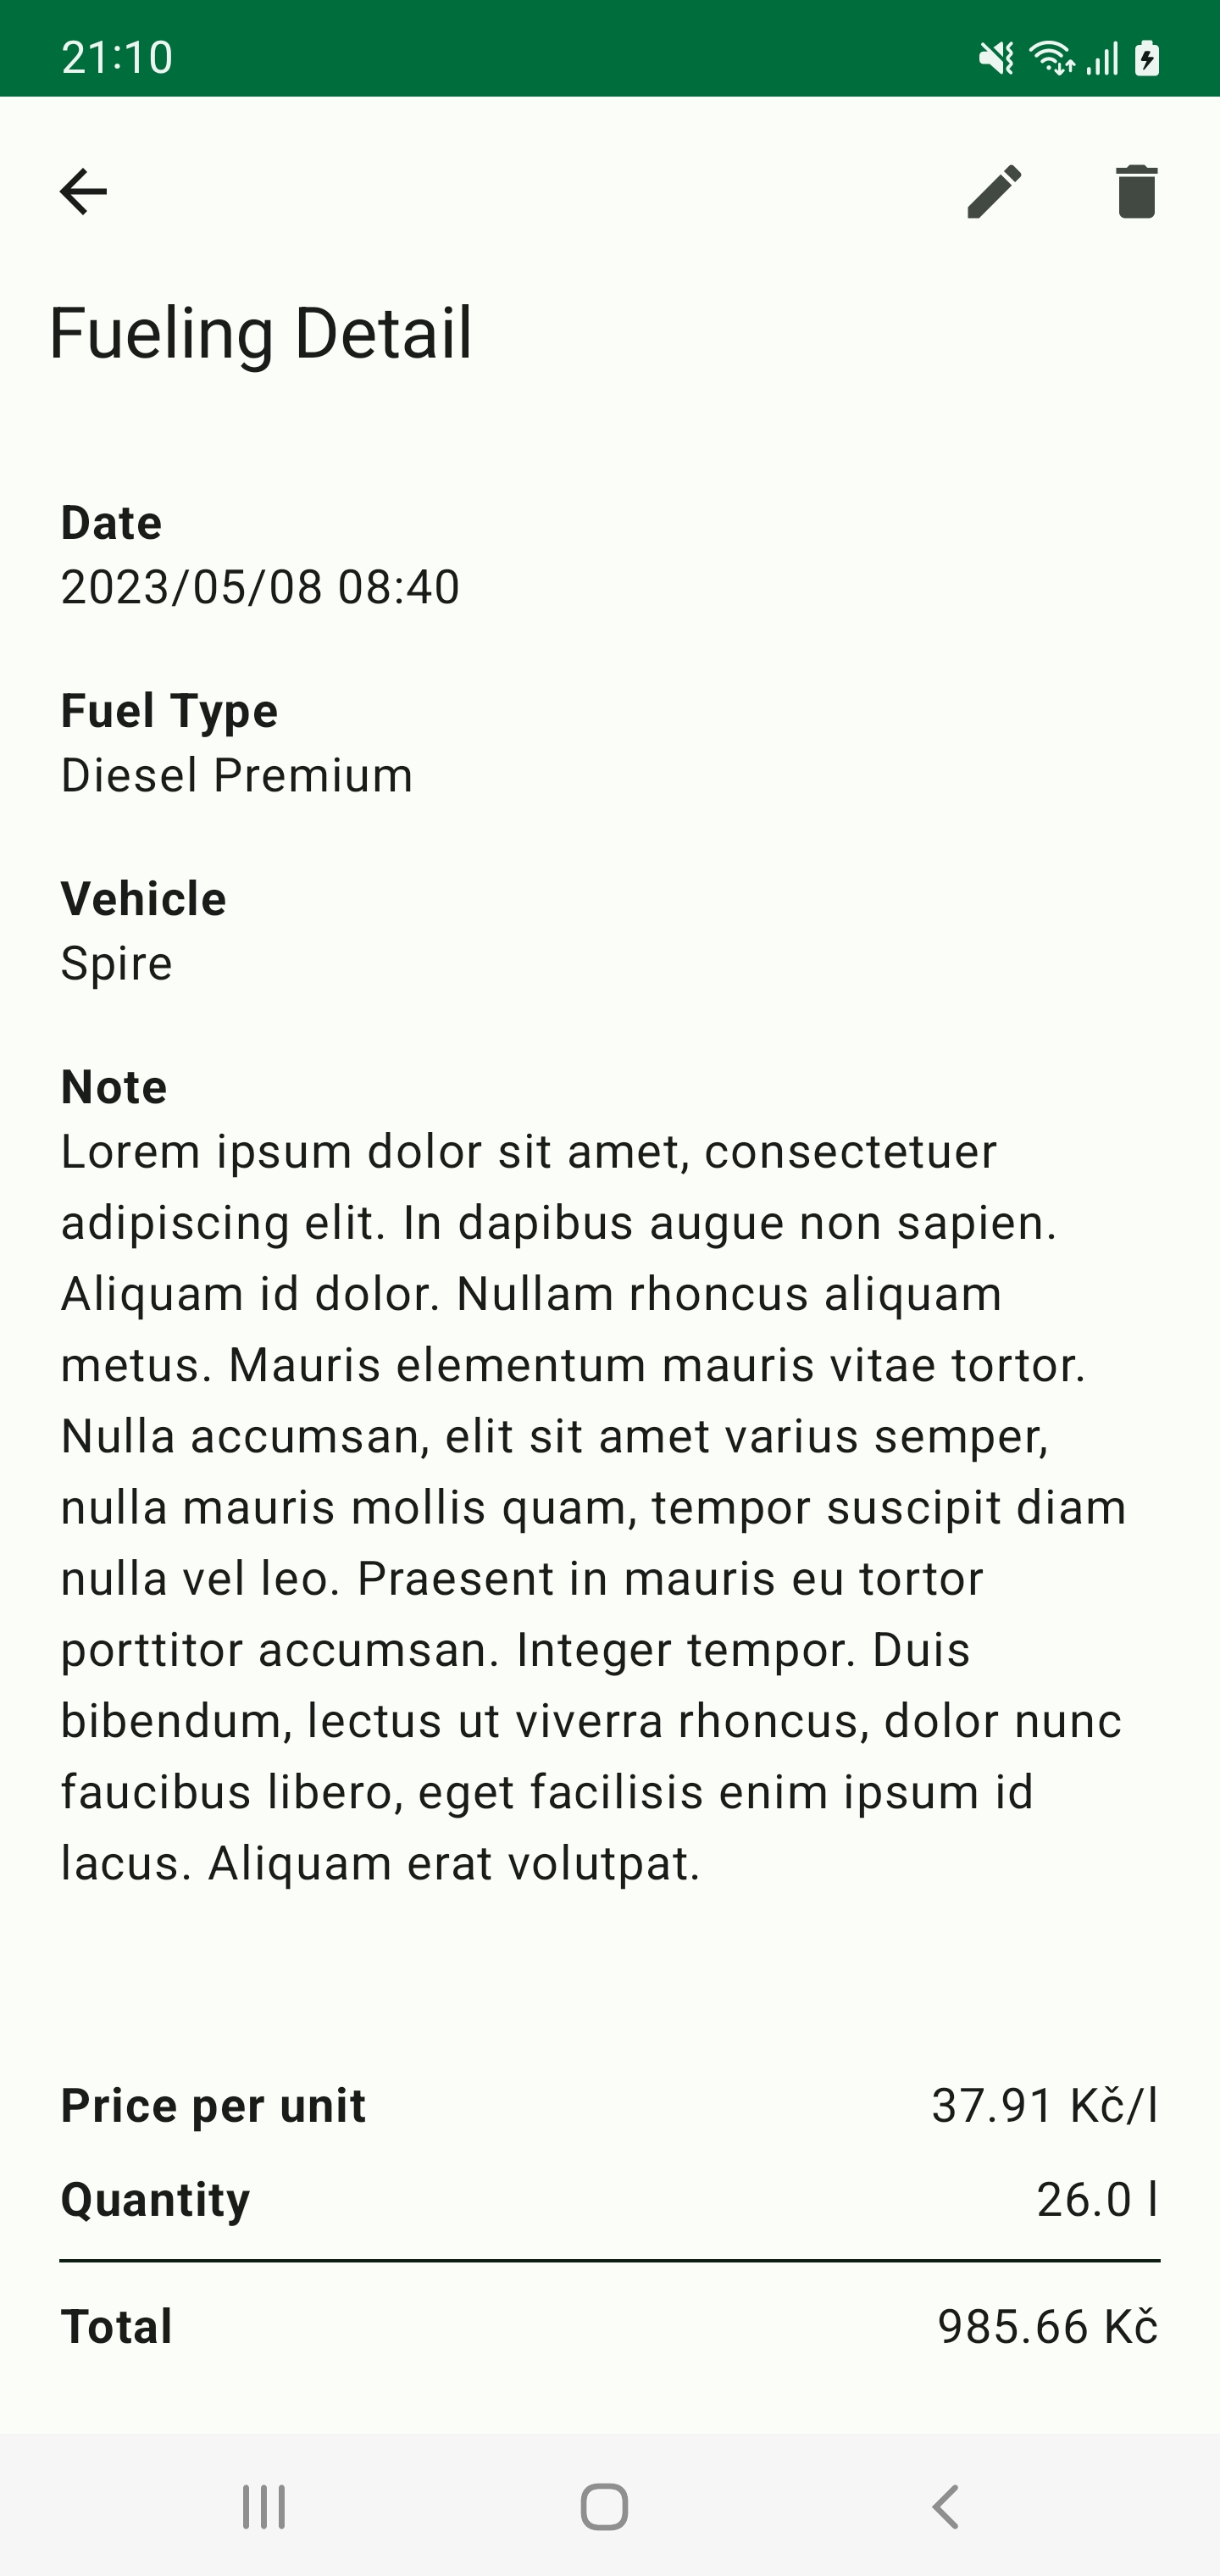 21:10
Fueling Detail
Date
2023/05/08 08:40
Fuel Type
Diesel Premium
Vehicle
Spire
Note
Lorem ipsum dolor sit amet, consectetuer
adipiscing elit. In dapibus augue non sapien.
Aliquam id dolor. Nullam rhoncus aliquam
metus. Mauris elementum mauris vitae tortor.
Nulla accumsan, elit sit amet varius semper,
nulla mauris mollis quam, tempor suscipit diam
nulla vel leo. Praesent in mauris eu tortor
porttitor accumsan. Integer tempor. Duis
bibendum, lectus ut viverra rhoncus, dolor nunc
faucibus libero, eget facilisis enim ipsum id
lacus. Aliquam erat volutpat.
Price per unit 37.91 Kč/l
Quantity 26.0 l
Total 985.66 Kč